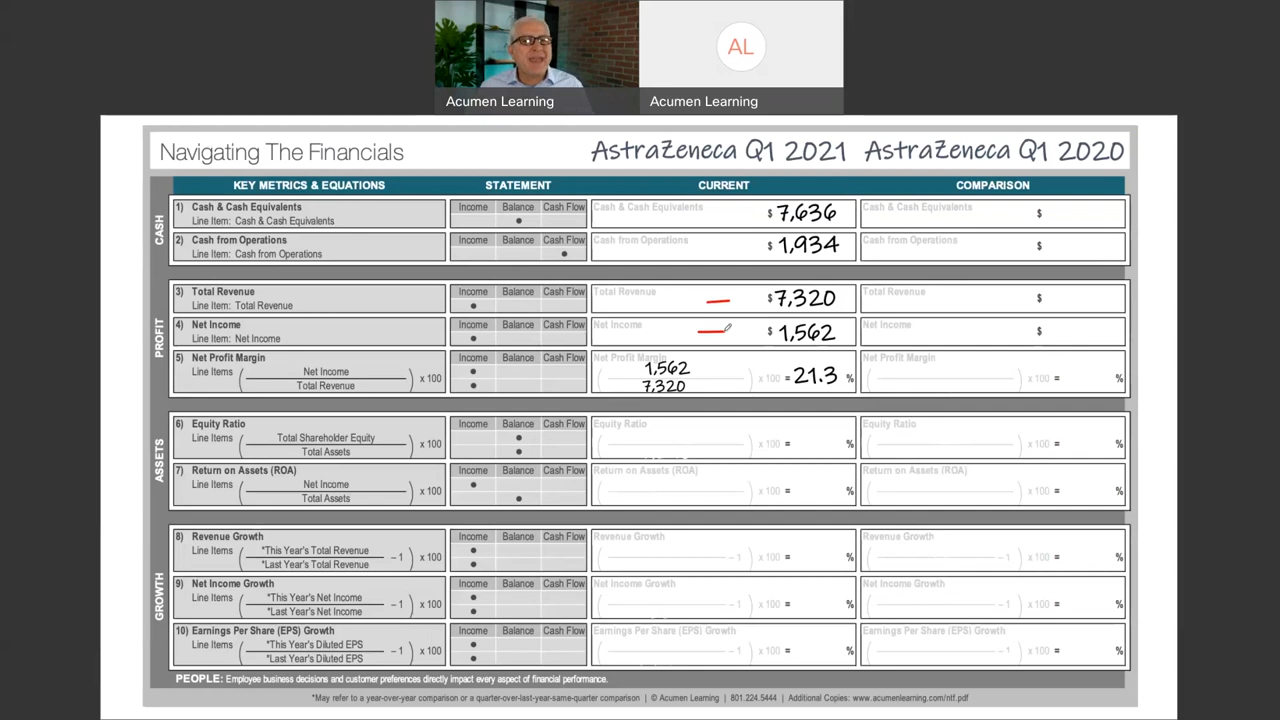 AL
Acumen Learning
Acumen Learning
Navigating The Financials
AstraZeneca Q1 2021
AstraZeneca Q1 2020
KEY METRICS & EQUATIONS
STATEMENT
CURRENT
COMPARISON
CASH
1) Cash & Cash Equivalents
Line Item: Cash & Cash Equivalents
Income Balance Cash Flow
Cash & Cash Equivalents
$ 7,636
Cash & Cash Equivalents
$
2) Cash from Operations
Line Item: Cash from Operations
Income Balance Cash Flow
Cash from Operations
$ 1,934
Cash from Operations
$
PROFIT
3) Total Revenue
Line Item: Total Revenue
Income Balance Cash Flow
Total Revenue
$ 7,320
Total Revenue
$
4) Net Income
Line Item: Net Income
Income Balance Cash Flow
Net Income
$ 1,562
Net Income
$
5) Net Profit Margin
Line Items ( Net Income
Total Revenue ) x 100
Income Balance Cash Flow
Net Profit Margin
( 1,562
7,320 ) x 100 = 21.3 %
Net Profit Margin
( ) x 100 = %
ASSETS
6) Equity Ratio
Line Items ( Total Shareholder Equity
Total Assets ) x 100
Income Balance Cash Flow
Equity Ratio
( ) x 100 = %
Equity Ratio
( ) x 100 = %
7) Return on Assets (ROA)
Line Items ( Net Income
Total Assets ) x 100
Income Balance Cash Flow
Return on Assets (ROA)
( ) x 100 = %
Return on Assets (ROA)
( ) x 100 = %
GROWTH
8) Revenue Growth
Line Items ( *This Year's Total Revenue
*Last Year's Total Revenue – 1 ) x 100
Income Balance Cash Flow
Revenue Growth
( – 1 ) x 100 = %
Revenue Growth
( – 1 ) x 100 = %
9) Net Income Growth
Line Items ( *This Year's Net Income
*Last Year's Net Income – 1 ) x 100
Income Balance Cash Flow
Net Income Growth
( – 1 ) x 100 = %
Net Income Growth
( – 1 ) x 100 = %
10) Earnings Per Share (EPS) Growth
Line Items ( *This Year's Diluted EPS
*Last Year's Diluted EPS – 1 ) x 100
Income Balance Cash Flow
Earnings Per Share (EPS) Growth
( – 1 ) x 100 = %
Earnings Per Share (EPS) Growth
( – 1 ) x 100 = %
PEOPLE: Employee business decisions and customer preferences directly impact every aspect of financial performance.
*May refer to a year-over-year comparison or a quarter-over-last-year-same-quarter comparison | © Acumen Learning | 801.224.5444 | Additional Copies: www.acumenlearning.com/ntf.pdf